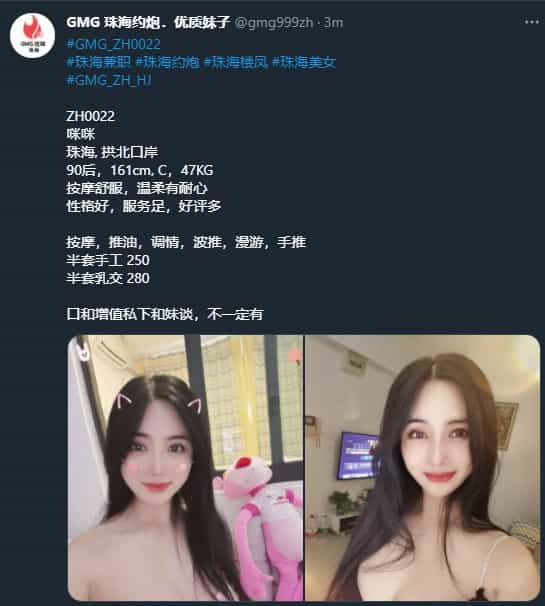 GMG 珠海约炮．优质妹子 @gmg999zh · 3m
#GMG_ZH0022
#珠海兼职 #珠海约炮 #珠海楼凤 #珠海美女
#GMG_ZH_HJ
ZH0022
咪咪
珠海, 拱北口岸
90后，161cm, C，47KG
按摩舒服，温柔有耐心
性格好，服务足，好评多
按摩，推油，调情，波推，漫游，手推
半套手工 250
半套乳交 280
口和增值私下和妹谈，不一定有